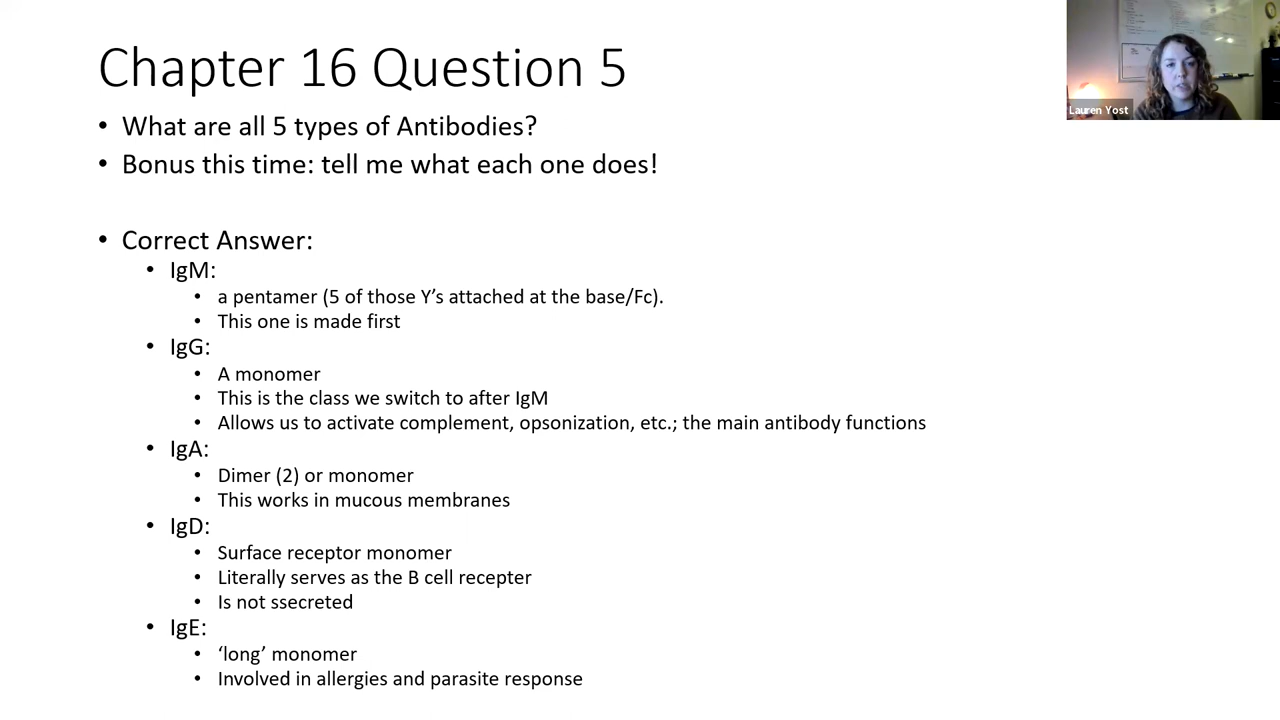 Chapter 16 Question 5
Lauren Yost
• What are all 5 types of Antibodies?
• Bonus this time: tell me what each one does!
• Correct Answer:
• IgM:
• a pentamer (5 of those Y’s attached at the base/Fc).
• This one is made first
• IgG:
• A monomer
• This is the class we switch to after IgM
• Allows us to activate complement, opsonization, etc.; the main antibody functions
• IgA:
• Dimer (2) or monomer
• This works in mucous membranes
• IgD:
• Surface receptor monomer
• Literally serves as the B cell recepter
• Is not ssecreted
• IgE:
• ‘long’ monomer
• Involved in allergies and parasite response